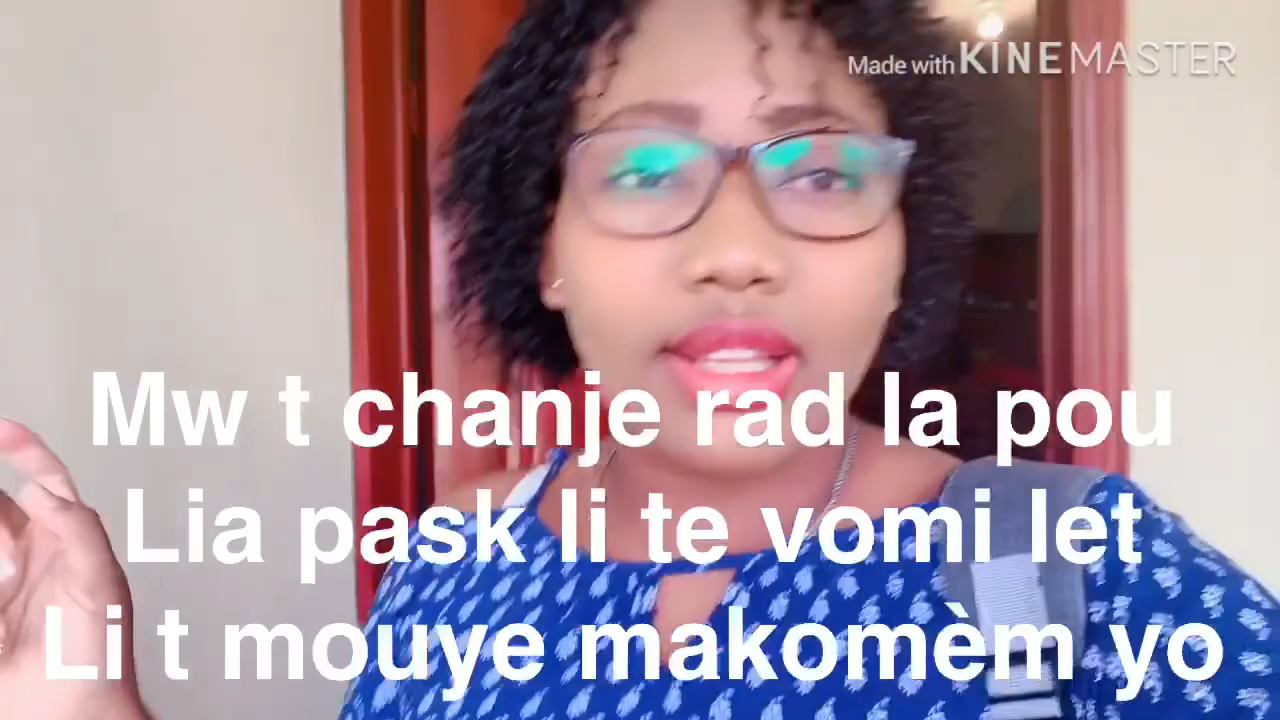 Made with KINEMASTER
Mw t chanje rad la pou
Lia pask li te vomi let
Li t mouye makomèm yo